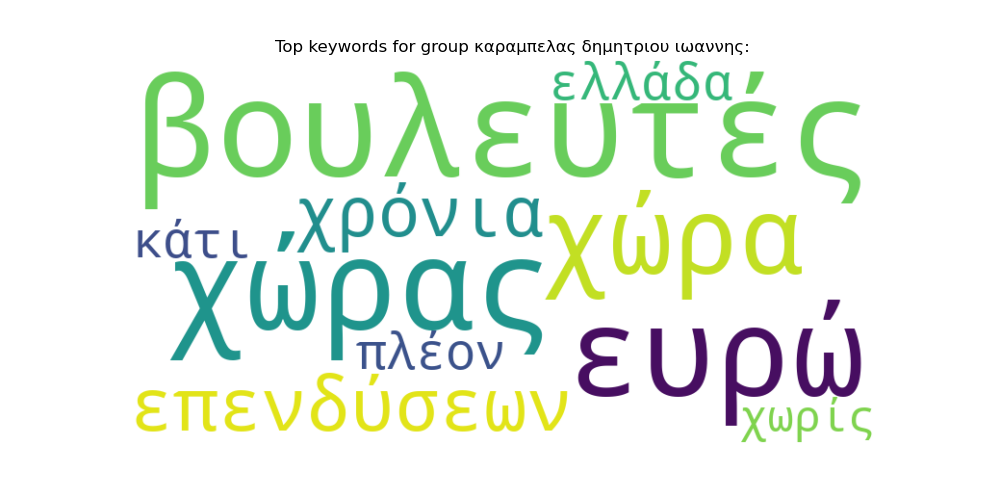 Top keywords for group καραμπελας δημητριου ιωαννης:
ελλάδα
βουλευτές
χρόνια
χώρα
κάτι
χώρας
πλέον
ευρώ
επενδύσεων
χωρίς